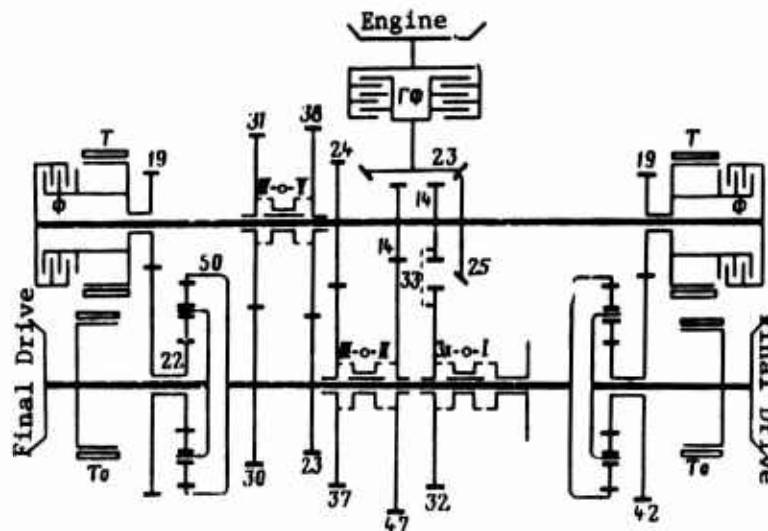 Engine
ГФ
T
T
19
31
38
24
23
19
IV-o-V
Ф
14
Ф
14
50
33
25
III-o-II
3x-I
22
Final Drive
Final Drive
To
30
23
37
47
32
42
To